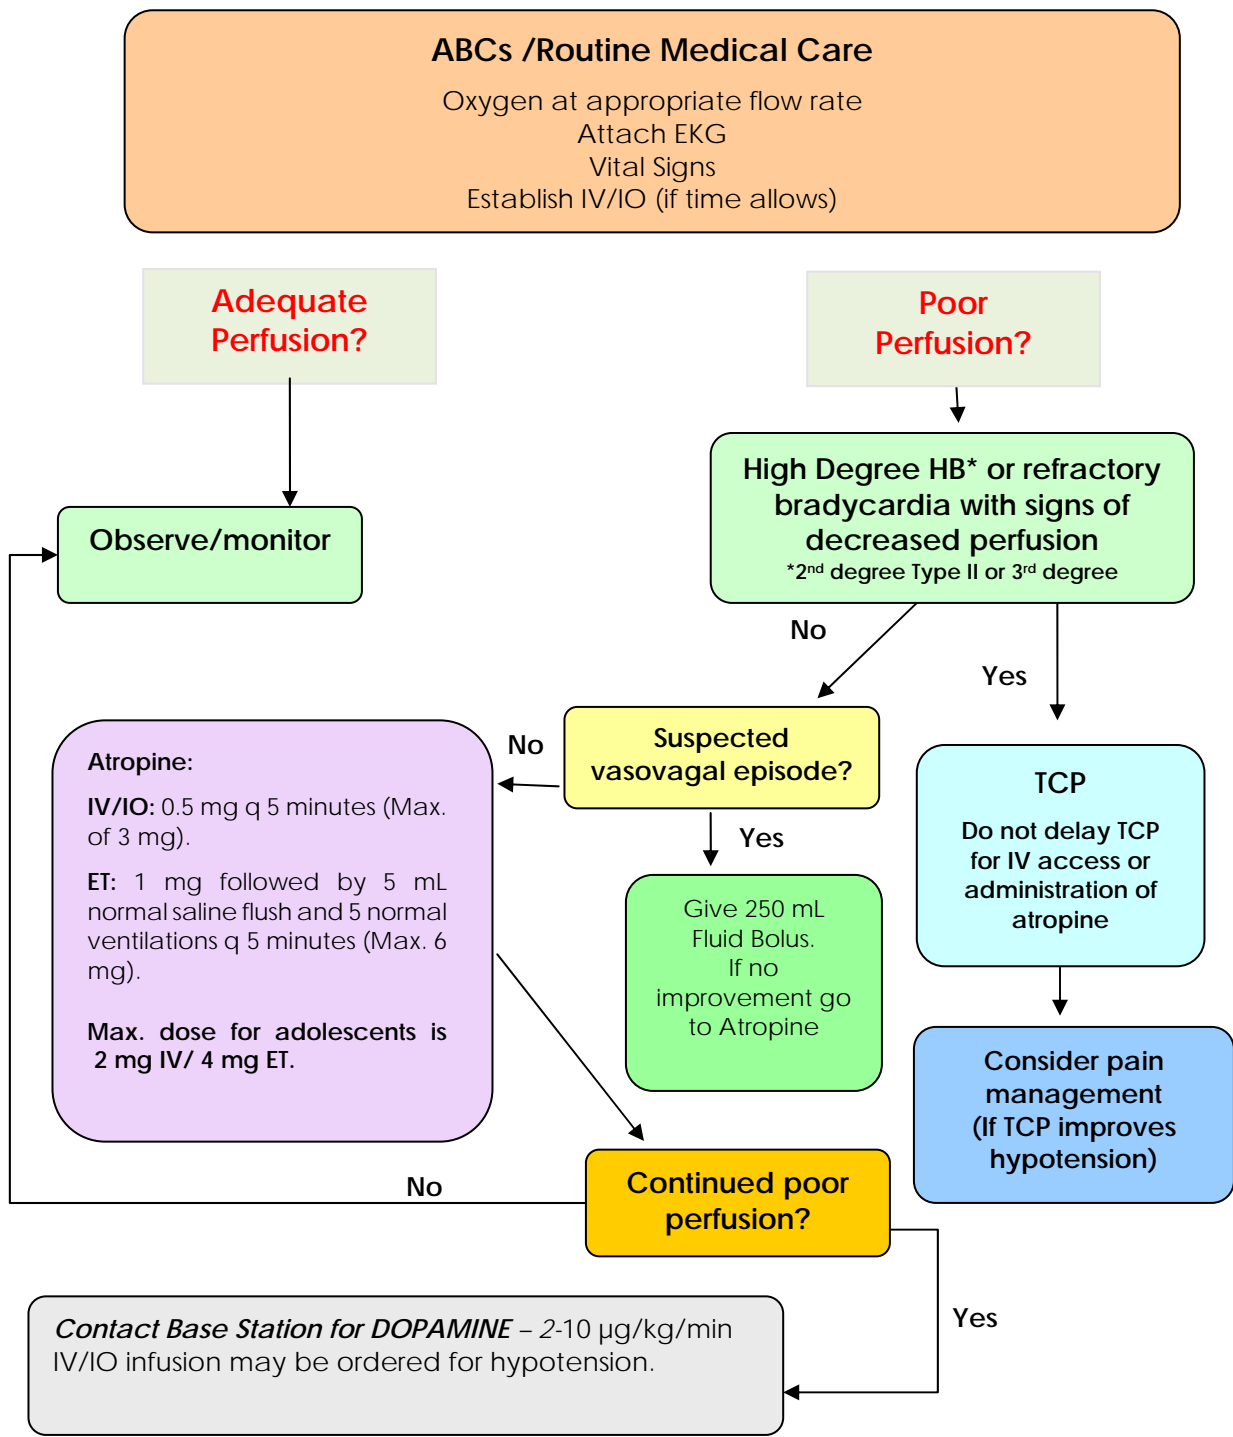 ABCs /Routine Medical Care
Oxygen at appropriate flow rate
Attach EKG
Vital Signs
Establish IV/IO (if time allows)
Adequate
Perfusion?
Poor
Perfusion?
High Degree HB* or refractory
bradycardia with signs of
decreased perfusion
*2nd degree Type II or 3rd degree
Observe/monitor
No
Yes
Suspected
vasovagal episode?
No
Yes
Atropine:
IV/IO: 0.5 mg q 5 minutes (Max.
of 3 mg).
ET: 1 mg followed by 5 mL
normal saline flush and 5 normal
ventilations q 5 minutes (Max. 6
mg).
Max. dose for adolescents is
2 mg IV/ 4 mg ET.
Give 250 mL
Fluid Bolus.
If no
improvement go
to Atropine
TCP
Do not delay TCP
for IV access or
administration of
atropine
Consider pain
management
(If TCP improves
hypotension)
Continued poor
perfusion?
No
Yes
Contact Base Station for DOPAMINE – 2-10 µg/kg/min
IV/IO infusion may be ordered for hypotension.